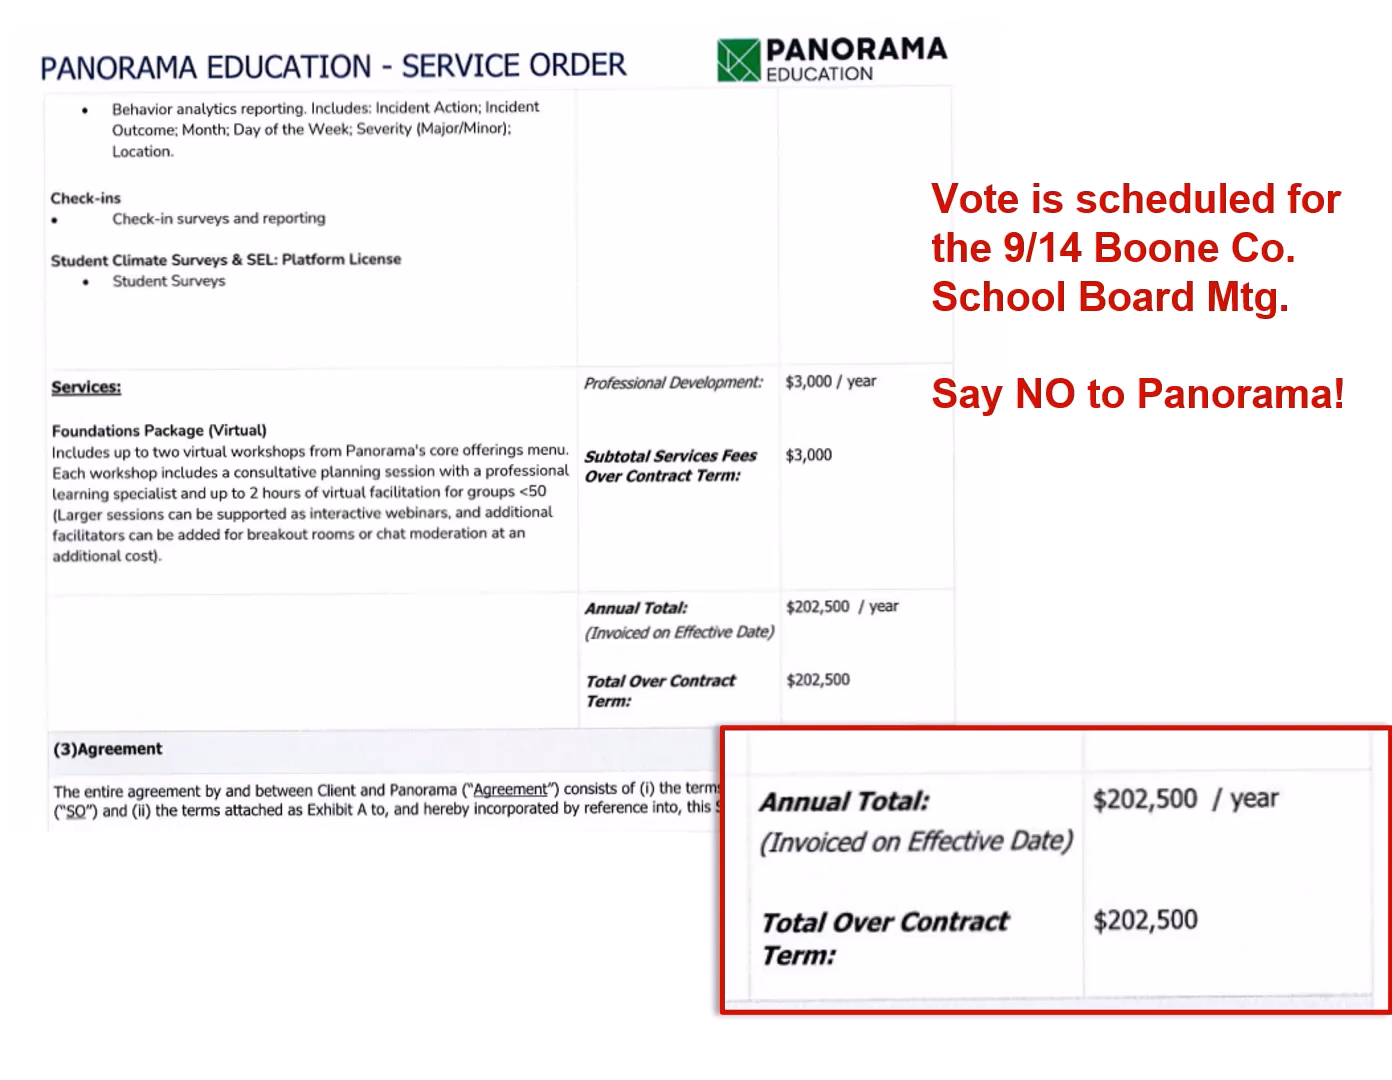 PANORAMA EDUCATION - SERVICE ORDER
PANORAMA
EDUCATION
• Behavior analytics reporting. Includes: Incident Action; Incident
Outcome; Month; Day of the Week; Severity (Major/Minor);
Location.
Check-ins
• Check-in surveys and reporting
Student Climate Surveys & SEL: Platform License
• Student Surveys
Vote is scheduled for
the 9/14 Boone Co.
School Board Mtg.
Say NO to Panorama!
Services:
Professional Development: $3,000 / year
Foundations Package (Virtual)
Includes up to two virtual workshops from Panorama's core offerings menu.
Each workshop includes a consultative planning session with a professional
learning specialist and up to 2 hours of virtual facilitation for groups <50
(Larger sessions can be supported as interactive webinars, and additional
facilitators can be added for breakout rooms or chat moderation at an
additional cost).
Subtotal Services Fees $3,000
Over Contract Term:
Annual Total: $202,500 / year
(Invoiced on Effective Date)
Total Over Contract $202,500
Term:
(3)Agreement
The entire agreement by and between Client and Panorama ("Agreement") consists of (i) the terms
("SO") and (ii) the terms attached as Exhibit A to, and hereby incorporated by reference into, this
Annual Total: $202,500 / year
(Invoiced on Effective Date)
Total Over Contract $202,500
Term: